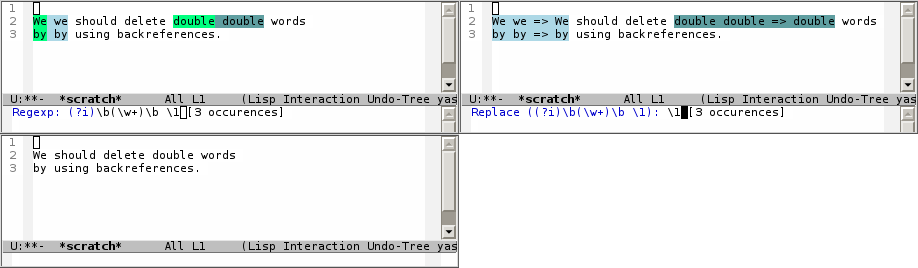 1
2 We we should delete double double words
3 by by using backreferences.
U:**-  *scratch*      All L1    (Lisp Interaction Undo-Tree yas
Regexp: (?i)\b(\w+)\b \1[3 occurences]
1
2 We we => We should delete double double => double words
3 by by => by using backreferences.
U:**-  *scratch*      All L1    (Lisp Interaction Undo-Tree yas
Replace ((?i)\b(\w+)\b \1): \1[3 occurences]
1
2 We should delete double words
3 by using backreferences.
U:**-  *scratch*      All L1    (Lisp Interaction Undo-Tree yas